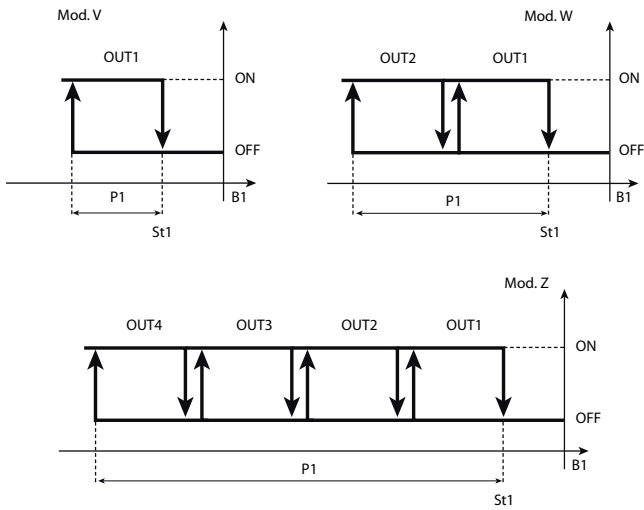 Mod. V
OUT1
ON
OFF
P1
B1
St1
Mod. W
OUT2 OUT1
ON
OFF
P1
B1
St1
Mod. Z
OUT4 OUT3 OUT2 OUT1
ON
OFF
P1
B1
St1